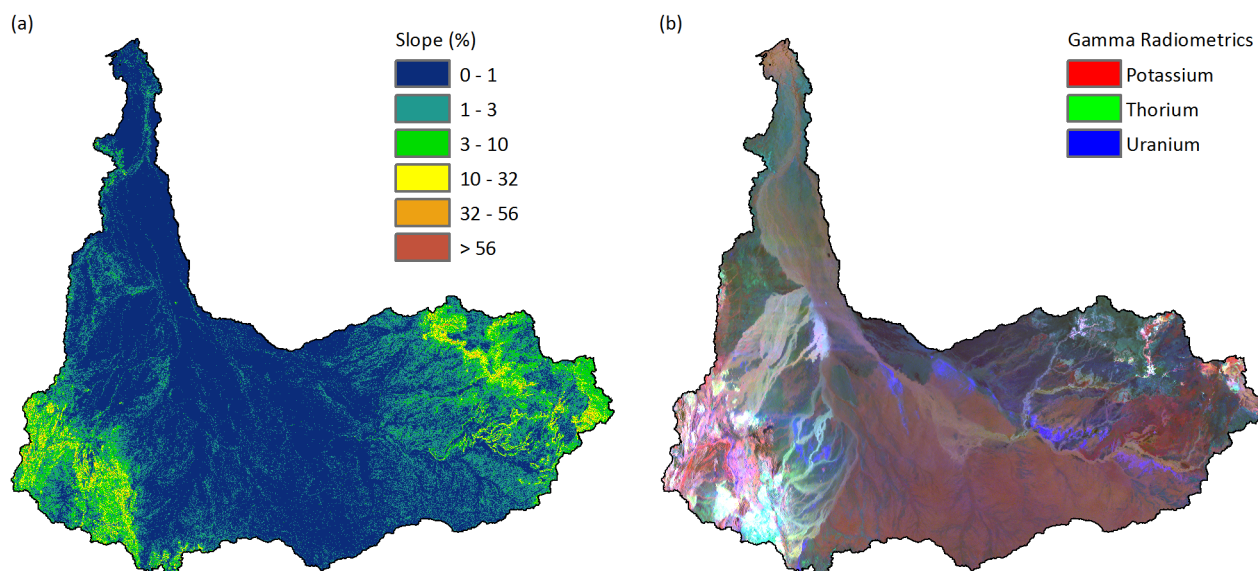 (a)
Slope (%)
0 - 1
1 - 3
3 - 10
10 - 32
32 - 56
> 56
(b)
Gamma Radiometrics
Potassium
Thorium
Uranium